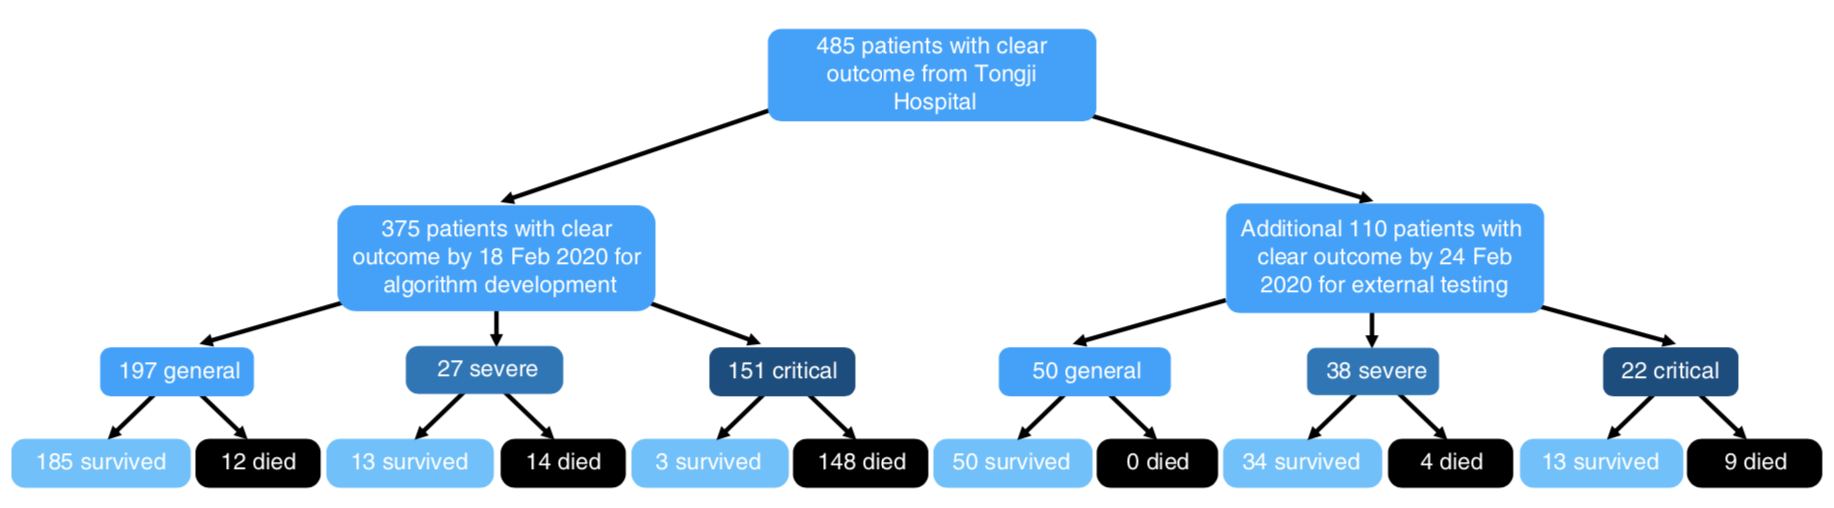 485 patients with clear
outcome from Tongji
Hospital
375 patients with clear
outcome by 18 Feb 2020 for
algorithm development
Additional 110 patients with
clear outcome by 24 Feb
2020 for external testing
197 general
27 severe
151 critical
50 general
38 severe
22 critical
185 survived
12 died
13 survived
14 died
3 survived
148 died
50 survived
0 died
34 survived
4 died
13 survived
9 died